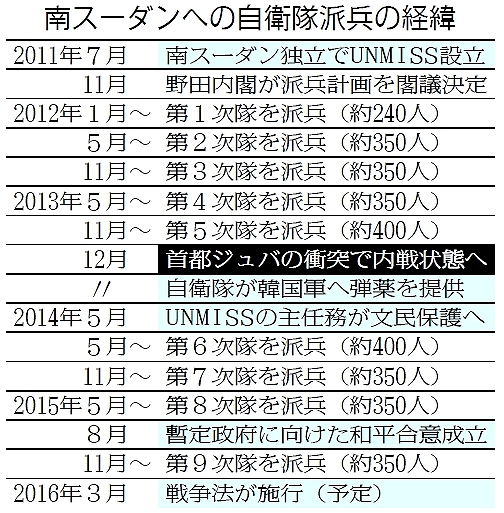 南スーダンへの自衛隊派兵の経緯
2011年７月　南スーダン独立でUNMISS設立
11月　野田内閣が派兵計画を閣議決定
2012年１月～　第１次隊を派兵（約240人）
５月～　第２次隊を派兵（約350人）
11月～　第３次隊を派兵（約350人）
2013年５月～　第４次隊を派兵（約350人）
11月～　第５次隊を派兵（約400人）
12月　首都ジュバの衝突で内戦状態へ
〃　自衛隊が韓国軍へ弾薬を提供
2014年５月　UNMISSの主任務が文民保護へ
５月～　第６次隊を派兵（約400人）
11月～　第７次隊を派兵（約350人）
2015年５月～　第８次隊を派兵（約350人）
８月　暫定政府に向けた和平合意成立
11月～　第９次隊を派兵（約350人）
2016年３月　戦争法が施行（予定）